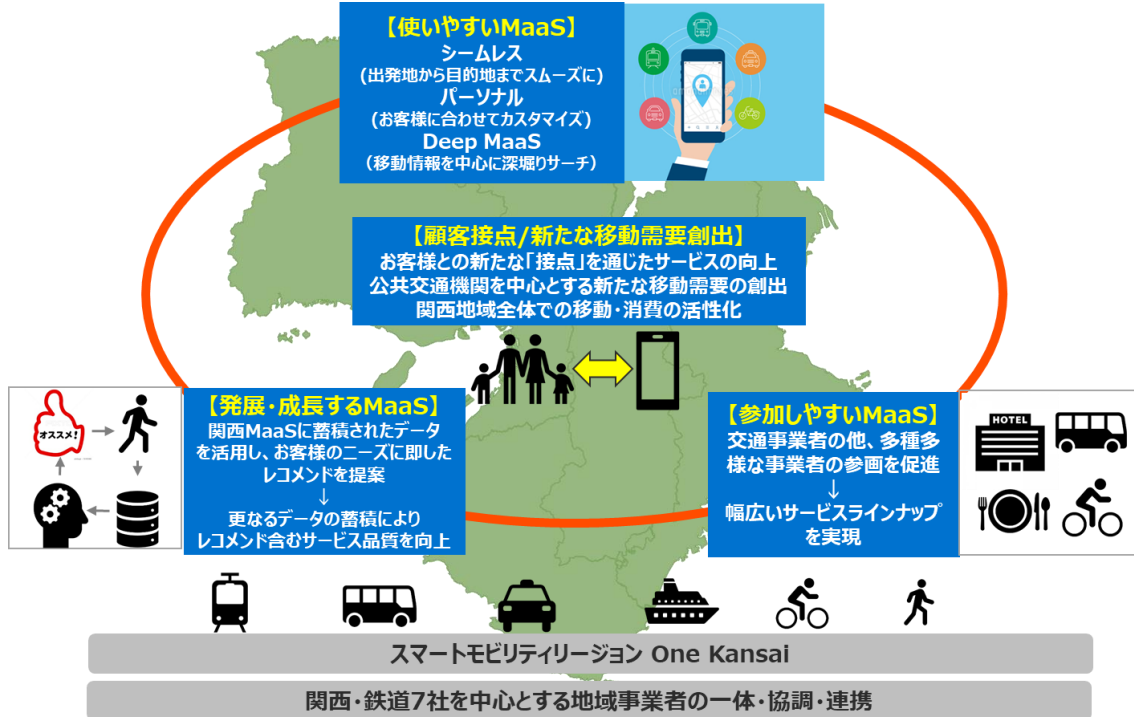 【使いやすいMaaS】
シームレス
(出発地から目的地までスムーズに)
パーソナル
(お客様に合わせてカスタマイズ)
Deep MaaS
(移動情報を中心に深堀りサーチ)
【顧客接点/新たな移動需要創出】
お客様との新たな「接点」を通じたサービスの向上
公共交通機関を中心とする新たな移動需要の創出
関西地域全体での移動・消費の活性化
オススメ!
【発展・成長するMaaS】
関西MaaSに蓄積されたデータ
を活用し、お客様のニーズに即した
レコメンドを提案
↓
更なるデータの蓄積により
レコメンド含むサービス品質を向上
【参加しやすいMaaS】
交通事業者の他、多種多
様な事業者の参画を促進
↓
幅広いサービスラインナップ
を実現
HOTEL
スマートモビリティリージョン One Kansai
関西・鉄道7社を中心とする地域事業者の一体・協調・連携